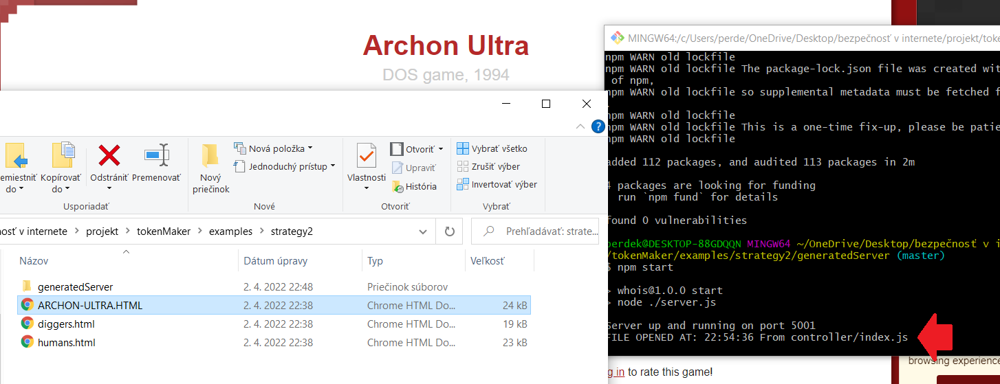 Archon Ultra
DOS game, 1994
Nová položka
Jednoduchý prístup
Otvoriť
Upraviť
História
Vybrať všetko
Zrušiť výber
Invertovať výber
emiestniť
do
Kopírovať
do
Odstrániť
Premenovať
Nový
priečinok
Vlastnosti
Usporiadať
Nové
Otvoriť
Vybrať
nosť v internete > projekt > tokenMaker > examples > strategy2
Prehľadávať: strate...
Názov Dátum úpravy Typ Veľkosť
generatedServer 2. 4. 2022 22:48 Priečinok súborov
ARCHON-ULTRA.HTML 2. 4. 2022 22:38 Chrome HTML Do... 24 kB
diggers.html 2. 4. 2022 22:38 Chrome HTML Do... 19 kB
humans.html 2. 4. 2022 22:38 Chrome HTML Do... 23 kB
MINGW64:/c/Users/perde/OneDrive/Desktop/bezpečnosť v internete/projekt/toke
npm WARN old lockfile
npm WARN old lockfile The package-lock.json file was created wit
of npm,
npm WARN old lockfile so supplemental metadata must be fetched f
.
npm WARN old lockfile
npm WARN old lockfile This is a one-time fix-up, please be patie
npm WARN old lockfile
added 112 packages, and audited 113 packages in 2m
4 packages are looking for funding
run `npm fund` for details
found 0 vulnerabilities
perdek@DESKTOP-88GDQQN MINGW64 ~/OneDrive/Desktop/bezpečnosť v i
/tokenMaker/examples/strategy2/generatedServer (master)
$ npm start
> whois@1.0.0 start
> node ./server.js
Server up and running on port 5001
FILE OPENED AT: 22:54:36 From controller/index.js
g in to rate this game!
browsing experience